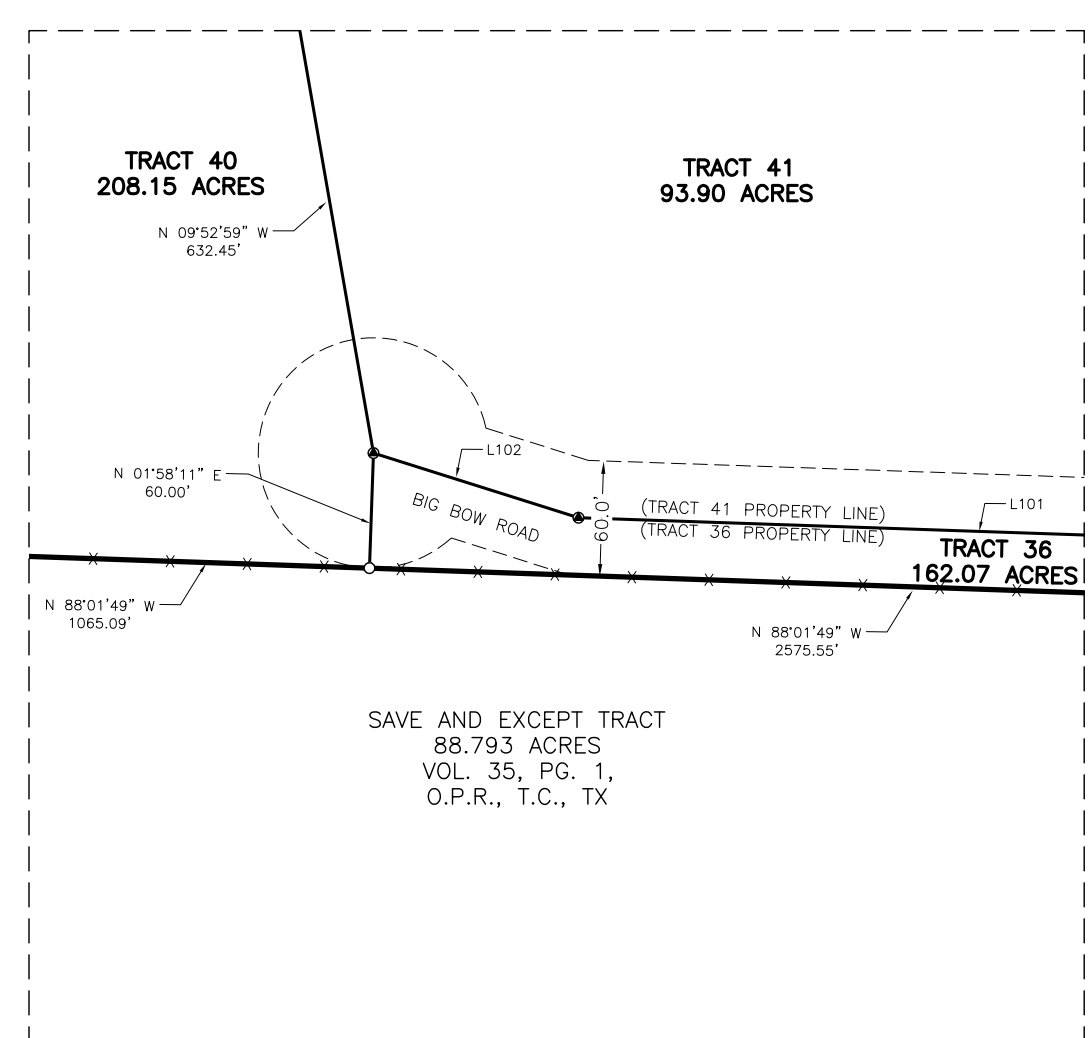 TRACT 40
208.15 ACRES
TRACT 41
93.90 ACRES
N 09°52'59" W
632.45'
L102
N 01°58'11" E
60.00'
BIG BOW ROAD
60.0'
(TRACT 41 PROPERTY LINE)
(TRACT 36 PROPERTY LINE)
L101
TRACT 36
162.07 ACRES
N 88°01'49" W
1065.09'
N 88°01'49" W
2575.55'
SAVE AND EXCEPT TRACT
88.793 ACRES
VOL. 35, PG. 1,
O.P.R., T.C., TX